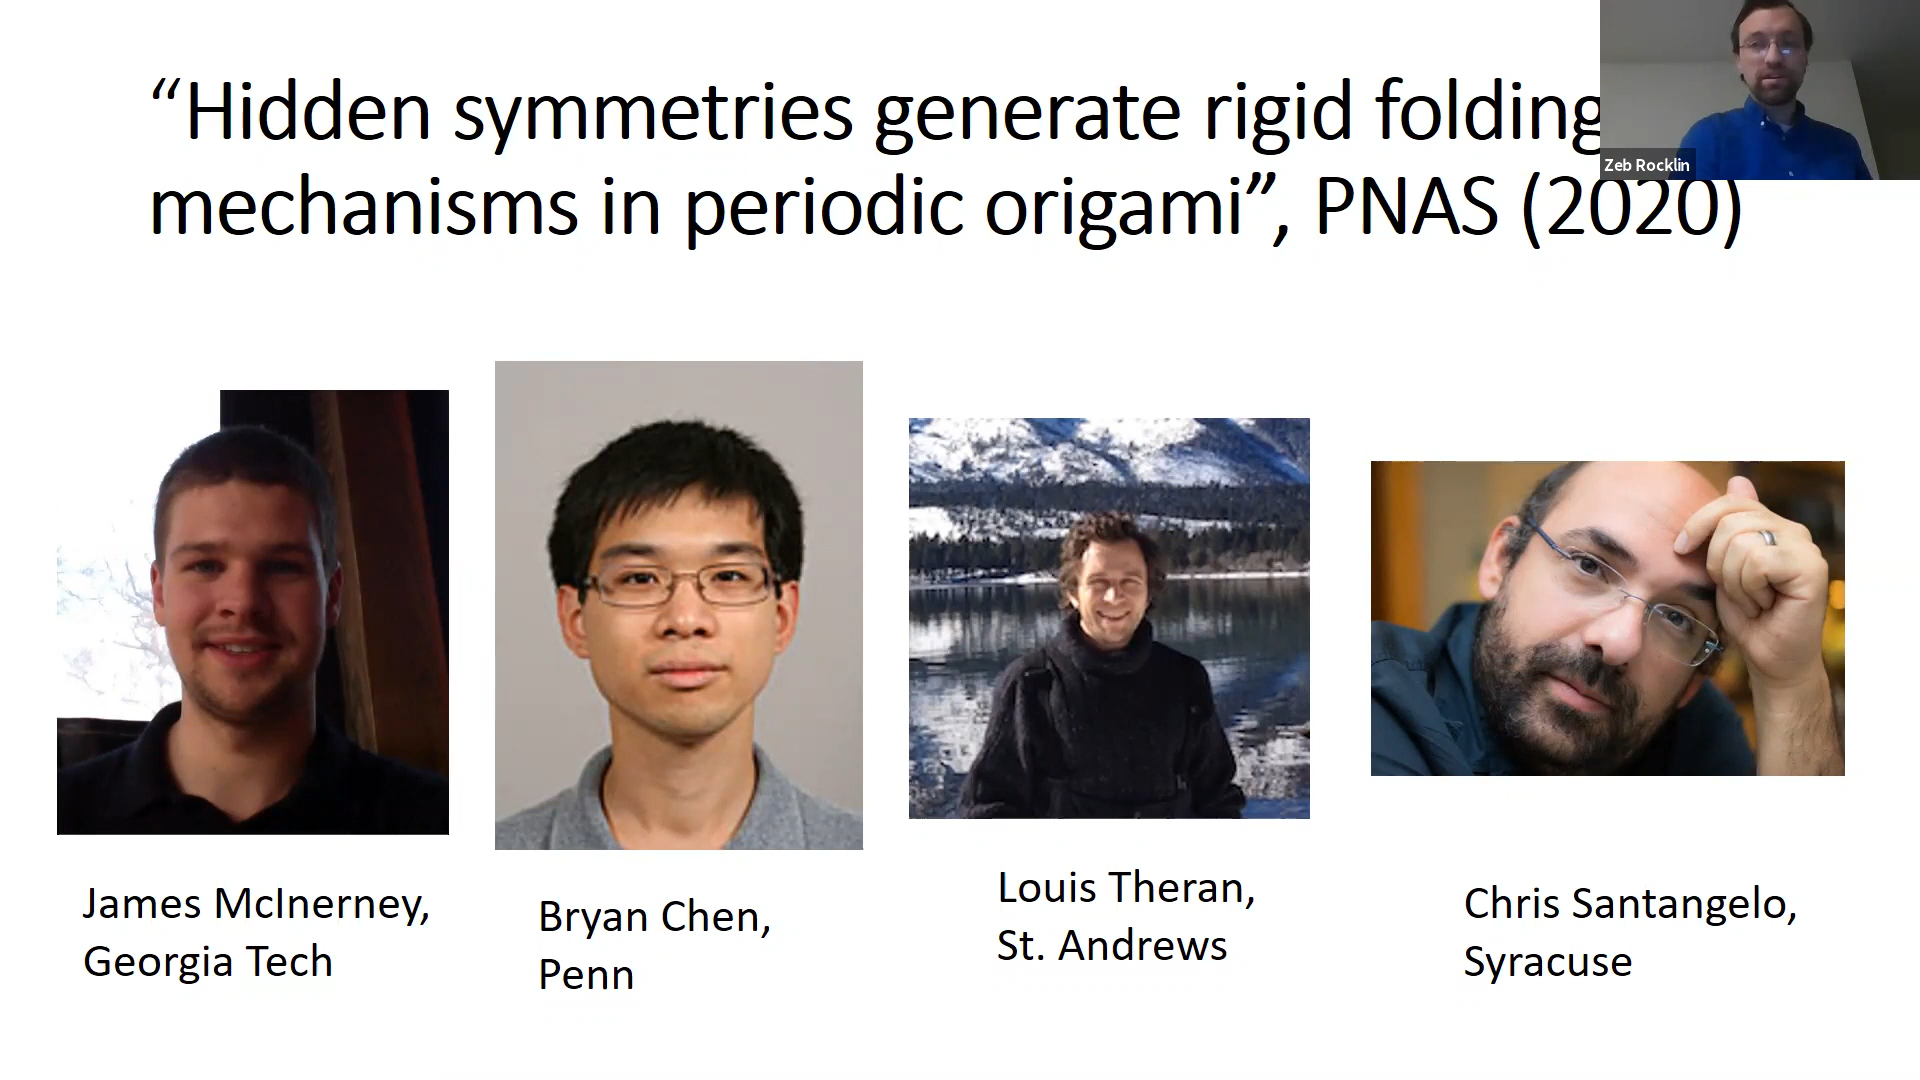 “Hidden symmetries generate rigid folding
mechanisms in periodic origami”, PNAS (2020)
Zeb Rocklin
James McInerney,
Georgia Tech
Bryan Chen,
Penn
Louis Theran,
St. Andrews
Chris Santangelo,
Syracuse